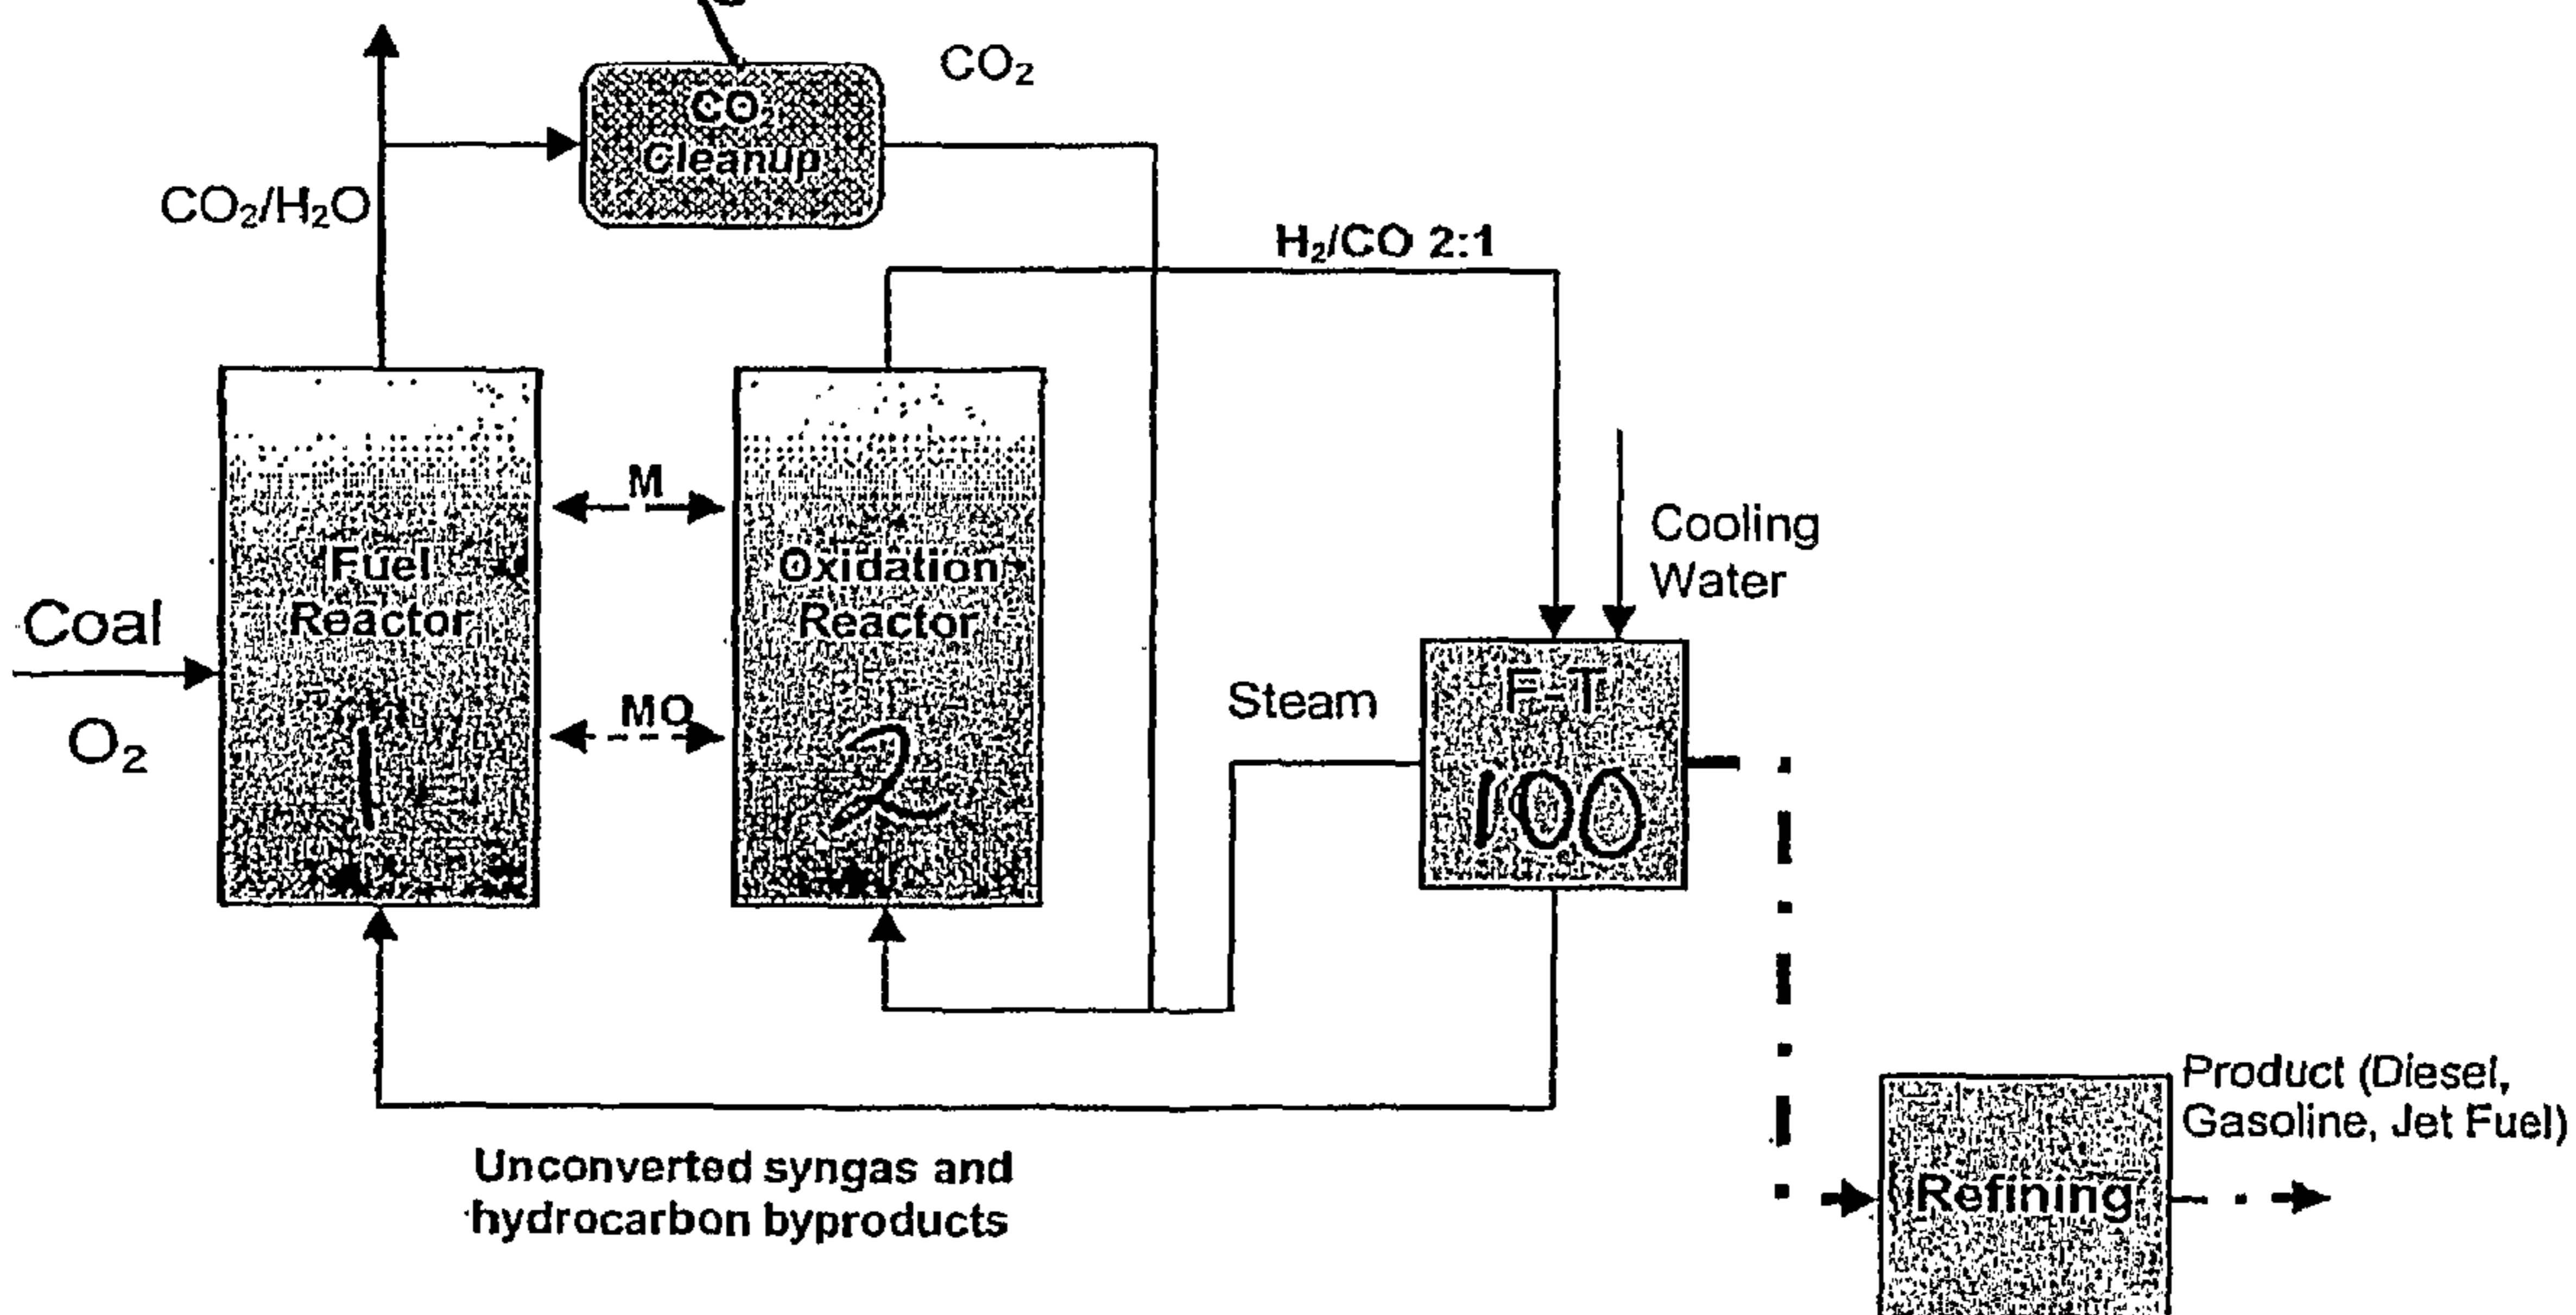 CO₂
CO
Cleanup
CO₂/H₂O
H₂/CO 2:1
M
Cooling
Water
Fuel
Reactor
Oxidation
Reactor
Coal
O₂
MO
Steam
F-T
1
2
100
Product (Diesel,
Gasoline, Jet Fuel)
Refining
Unconverted syngas and
hydrocarbon byproducts